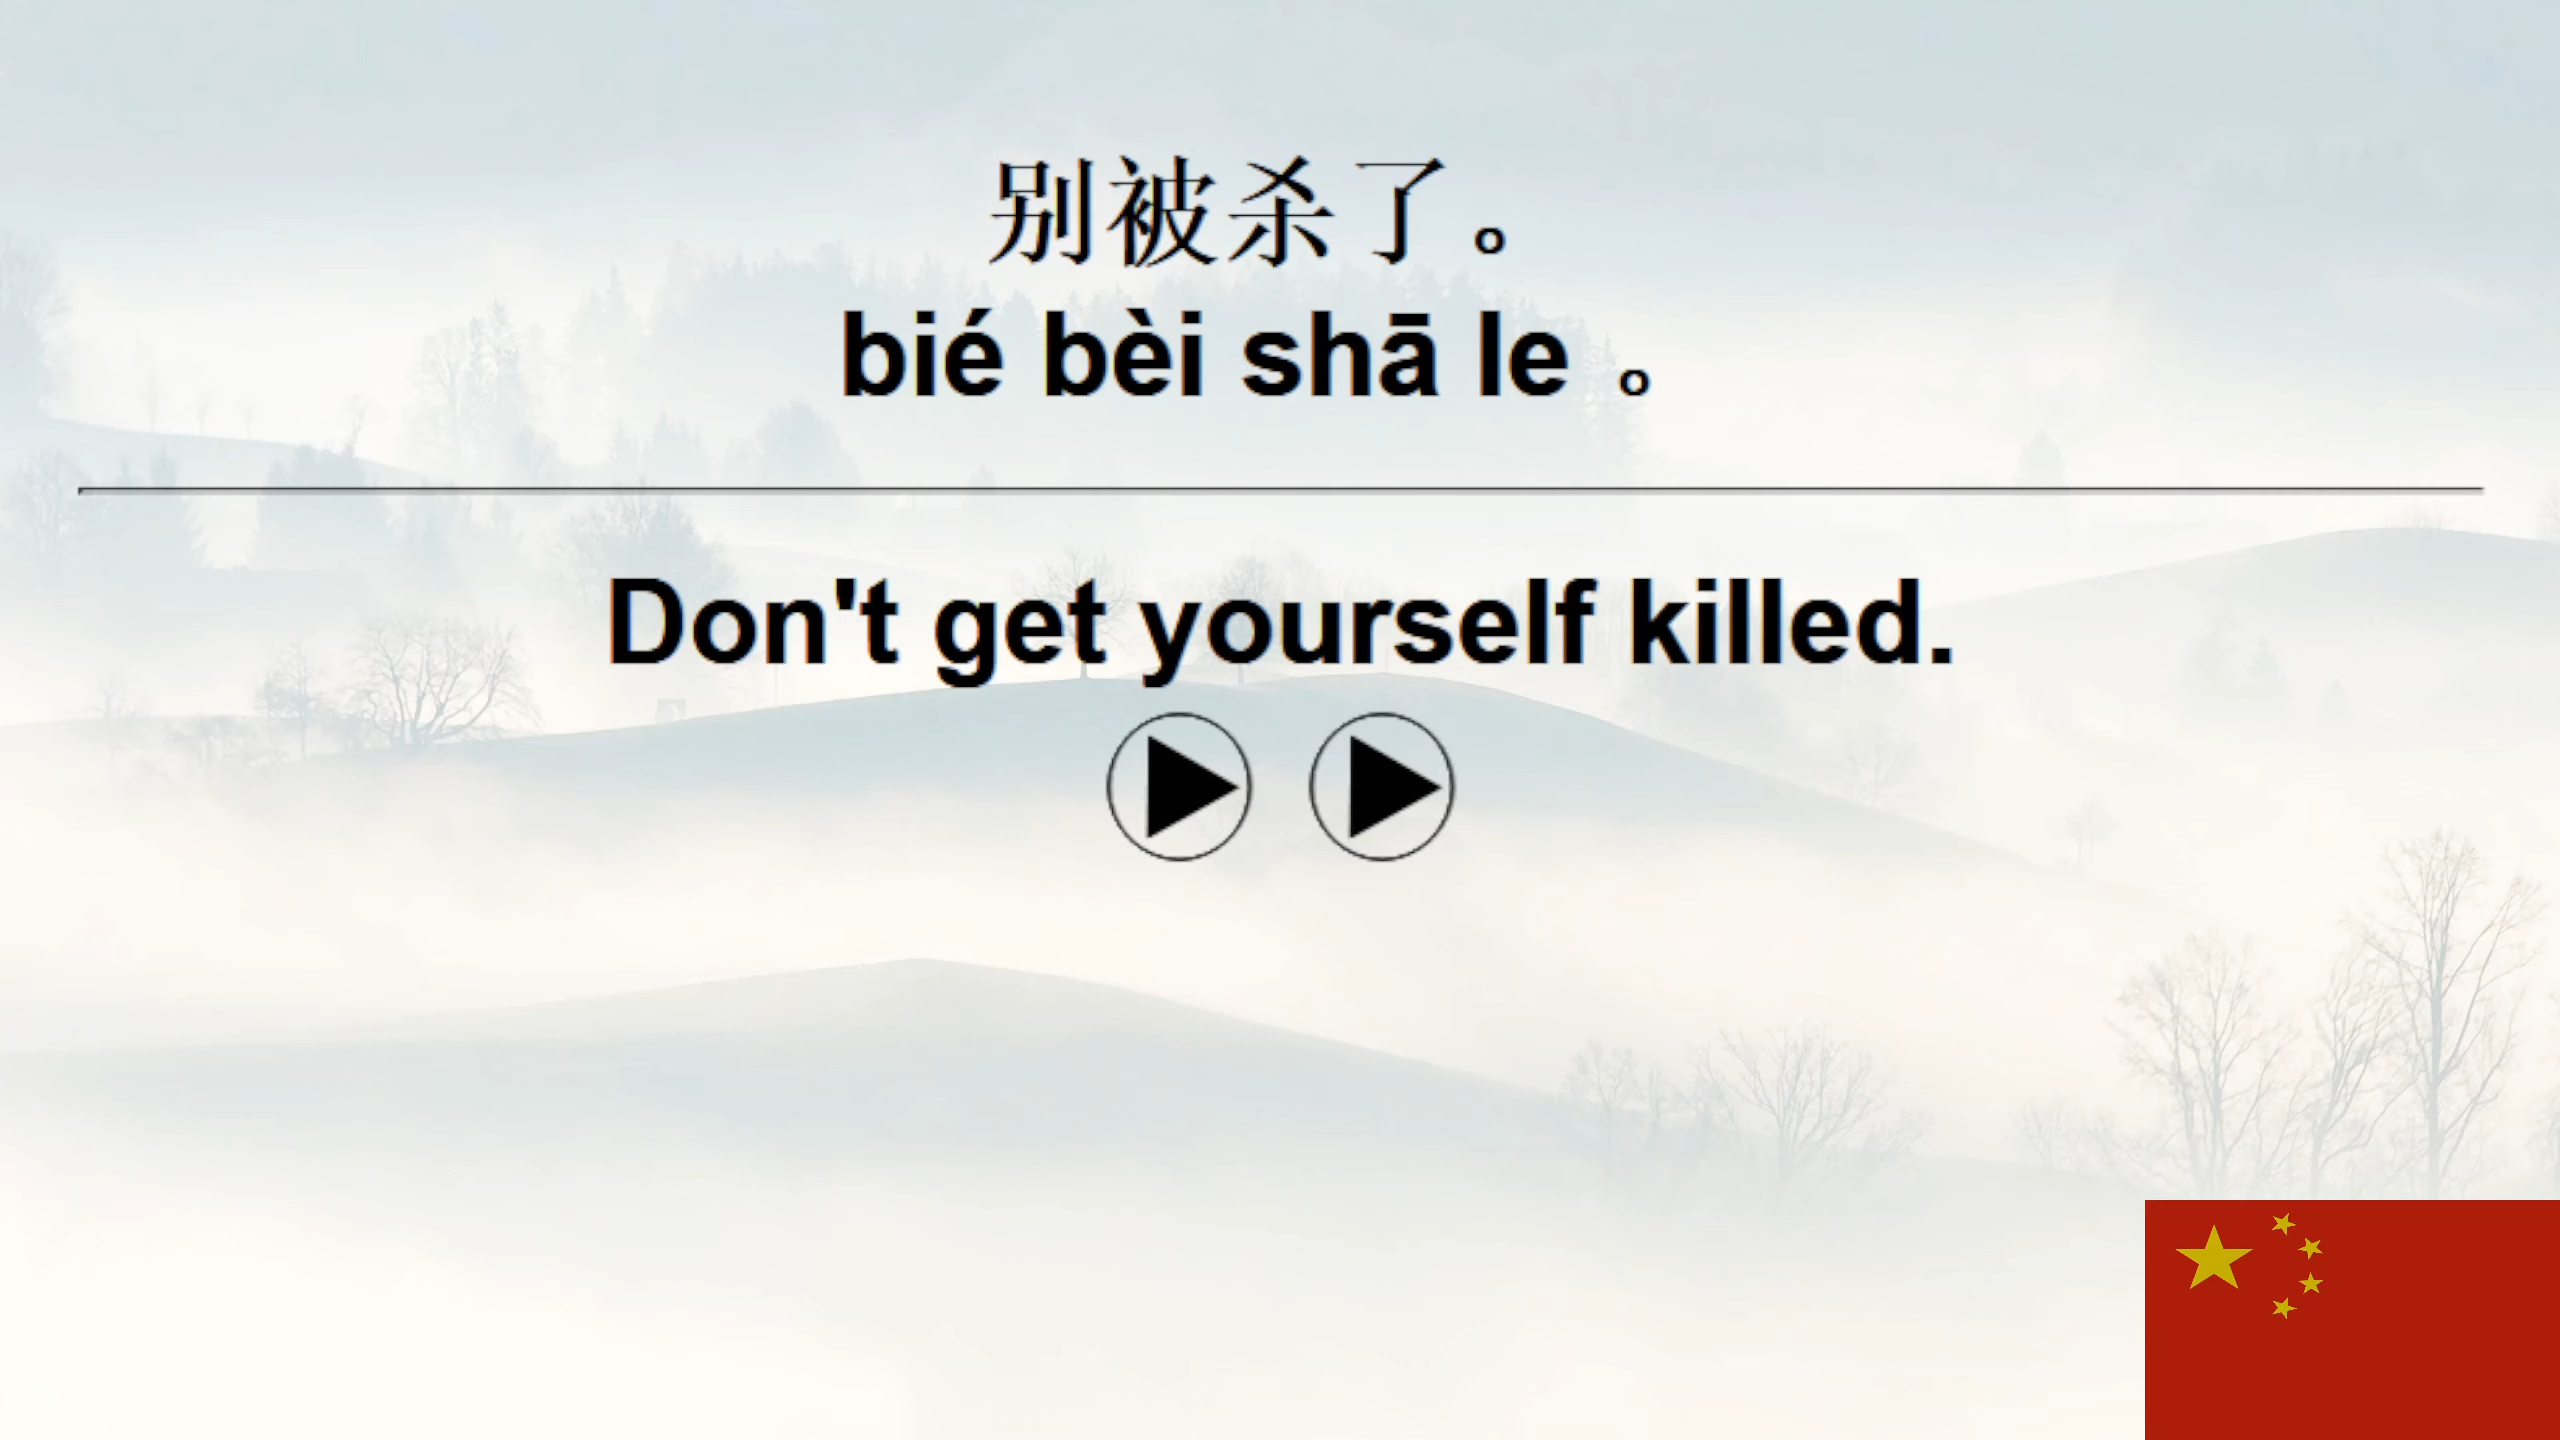 别被杀了。
bié bèi shā le 。
Don't get yourself killed.